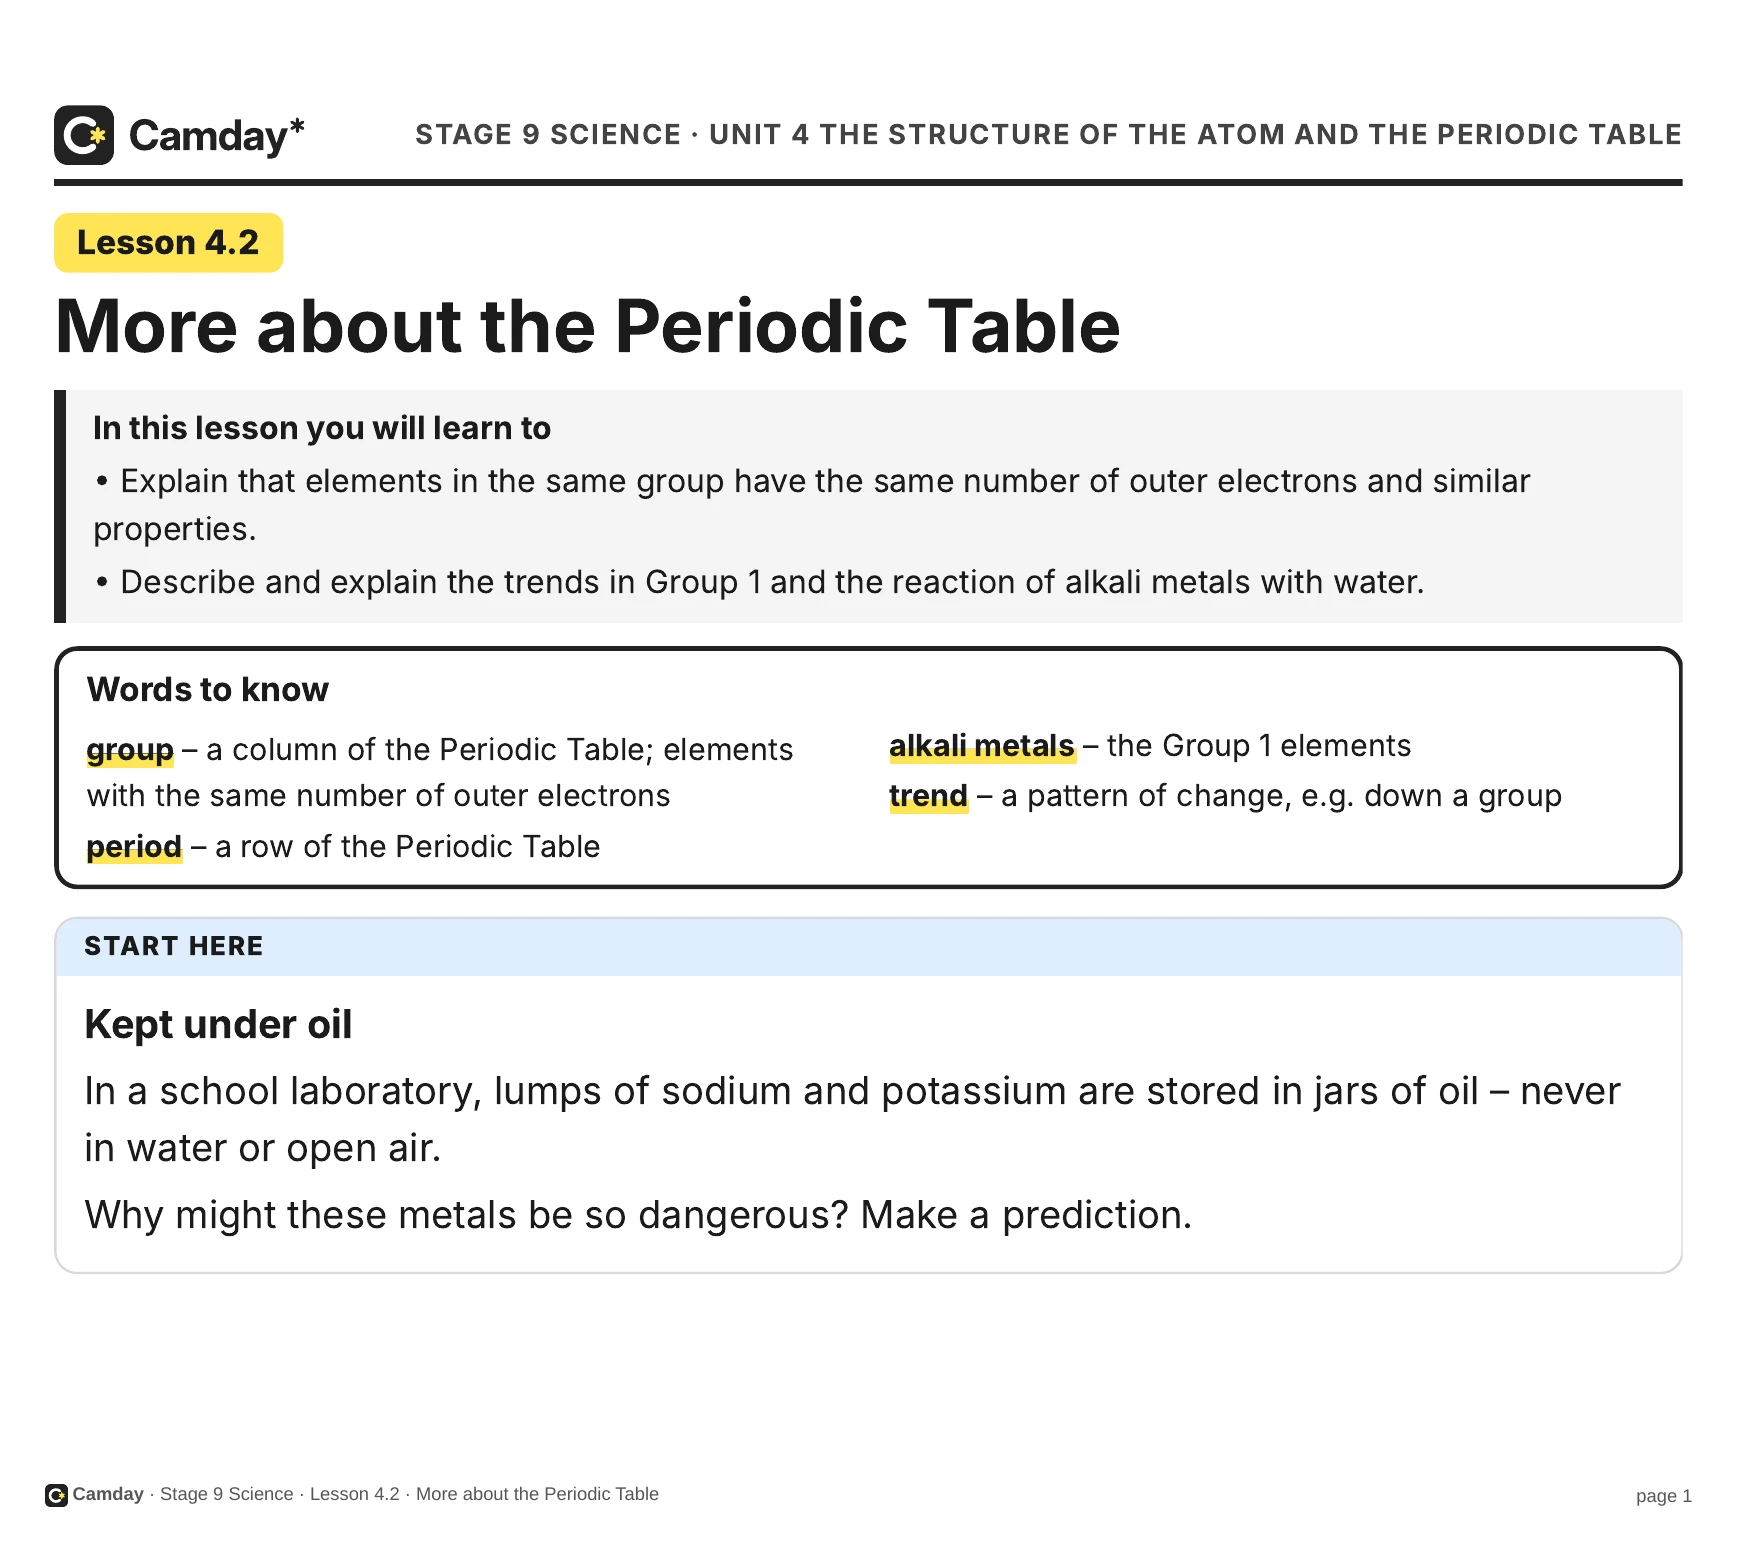 Camday*
STAGE 9 SCIENCE · UNIT 4 THE STRUCTURE OF THE ATOM AND THE PERIODIC TABLE
Lesson 4.2
More about the Periodic Table
In this lesson you will learn to
• Explain that elements in the same group have the same number of outer electrons and similar
properties.
• Describe and explain the trends in Group 1 and the reaction of alkali metals with water.
Words to know
group – a column of the Periodic Table; elements
with the same number of outer electrons
period – a row of the Periodic Table
alkali metals – the Group 1 elements
trend – a pattern of change, e.g. down a group
START HERE
Kept under oil
In a school laboratory, lumps of sodium and potassium are stored in jars of oil – never
in water or open air.
Why might these metals be so dangerous? Make a prediction.
Camday · Stage 9 Science · Lesson 4.2 · More about the Periodic Table
page 1